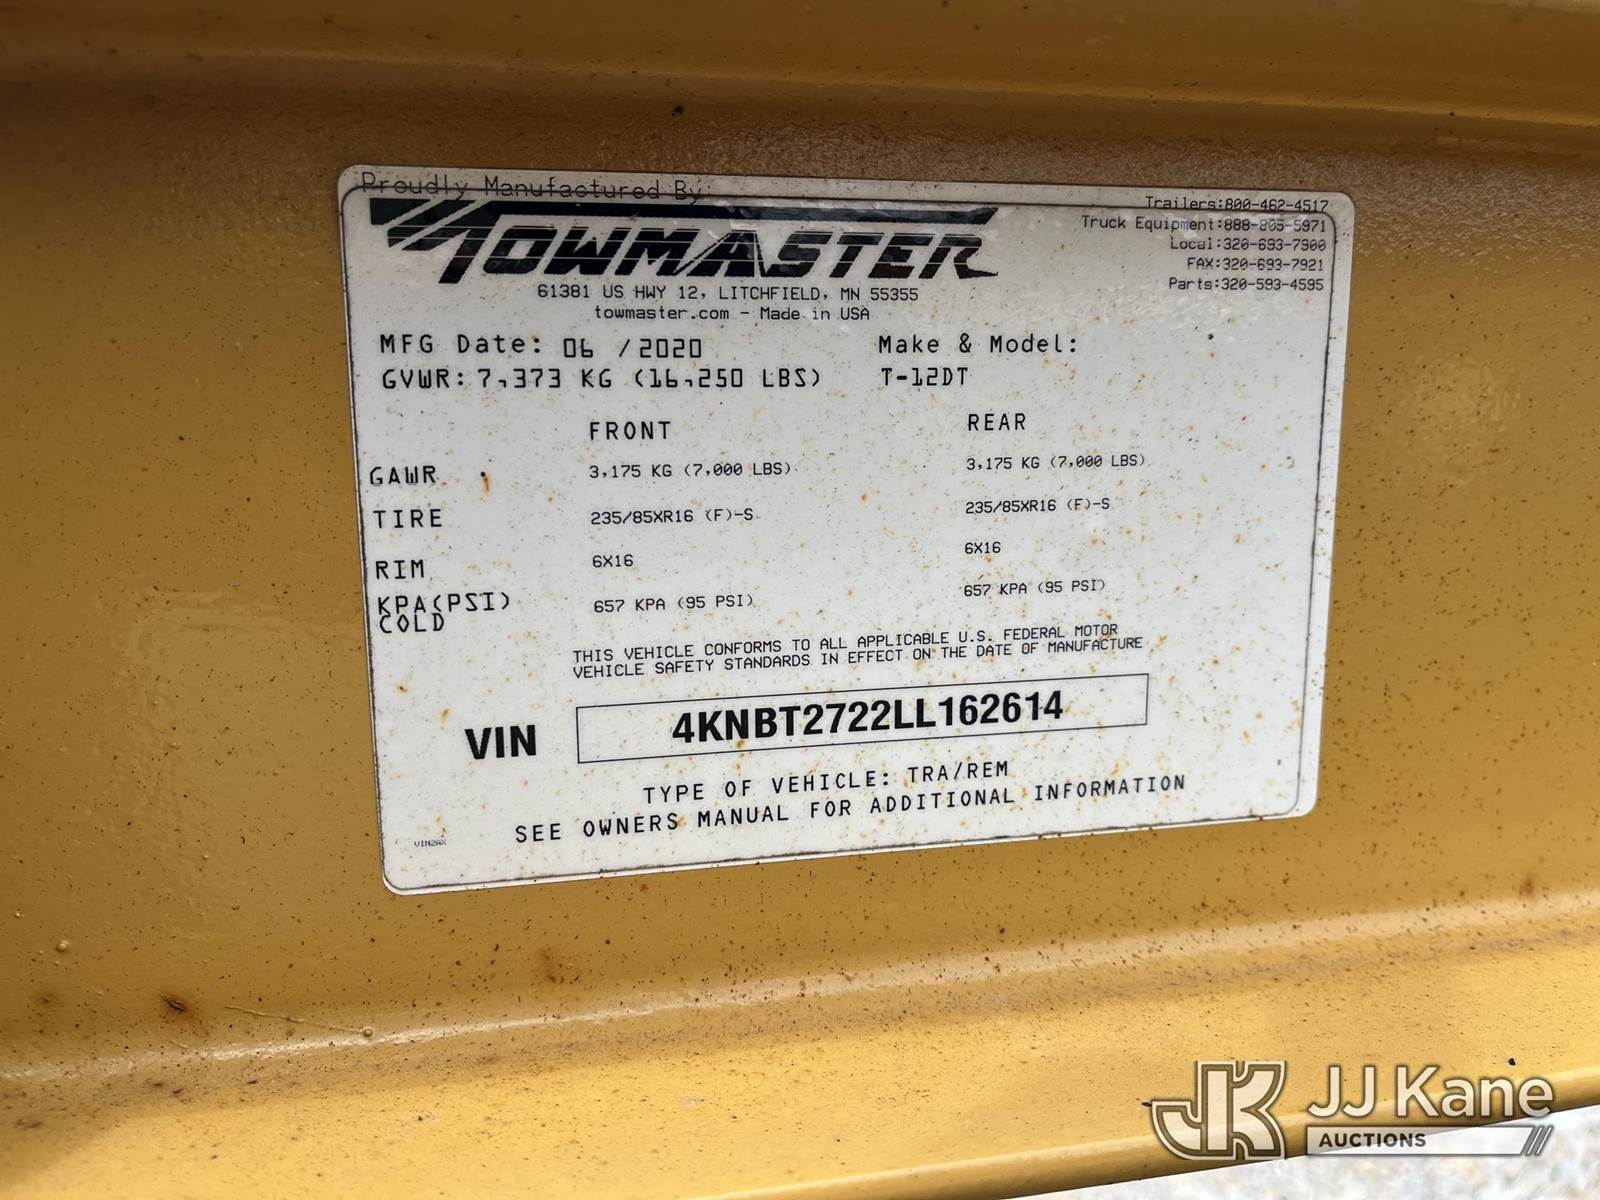 Proudly Manufactured By:
TOWMASTER
61381 US HWY 12, LITCHFIELD, MN 55355
towmaster.com - Made in USA
Trailers:800-462-4517
Truck Equipment:888-805-5971
Local:320-693-7900
FAX:320-693-7921
Parts:320-593-4595
MFG Date: 06 /2020
Make & Model:
GVWR: 7,373 KG (16,250 LBS)
T-12DT
FRONT
REAR
GAWR 3,175 KG (7,000 LBS) 3,175 KG (7,000 LBS)
TIRE 235/85XR16 (F)-S 235/85XR16 (F)-S
RIM 6X16 6X16
KPA(PSI) 657 KPA (95 PSI) 657 KPA (95 PSI)
COLD
THIS VEHICLE CONFORMS TO ALL APPLICABLE U.S. FEDERAL MOTOR
VEHICLE SAFETY STANDARDS IN EFFECT ON THE DATE OF MANUFACTURE
VIN 4KNBT2722LL162614
TYPE OF VEHICLE: TRA/REM
SEE OWNERS MANUAL FOR ADDITIONAL INFORMATION
VIN2AX
JK JJ Kane
AUCTIONS